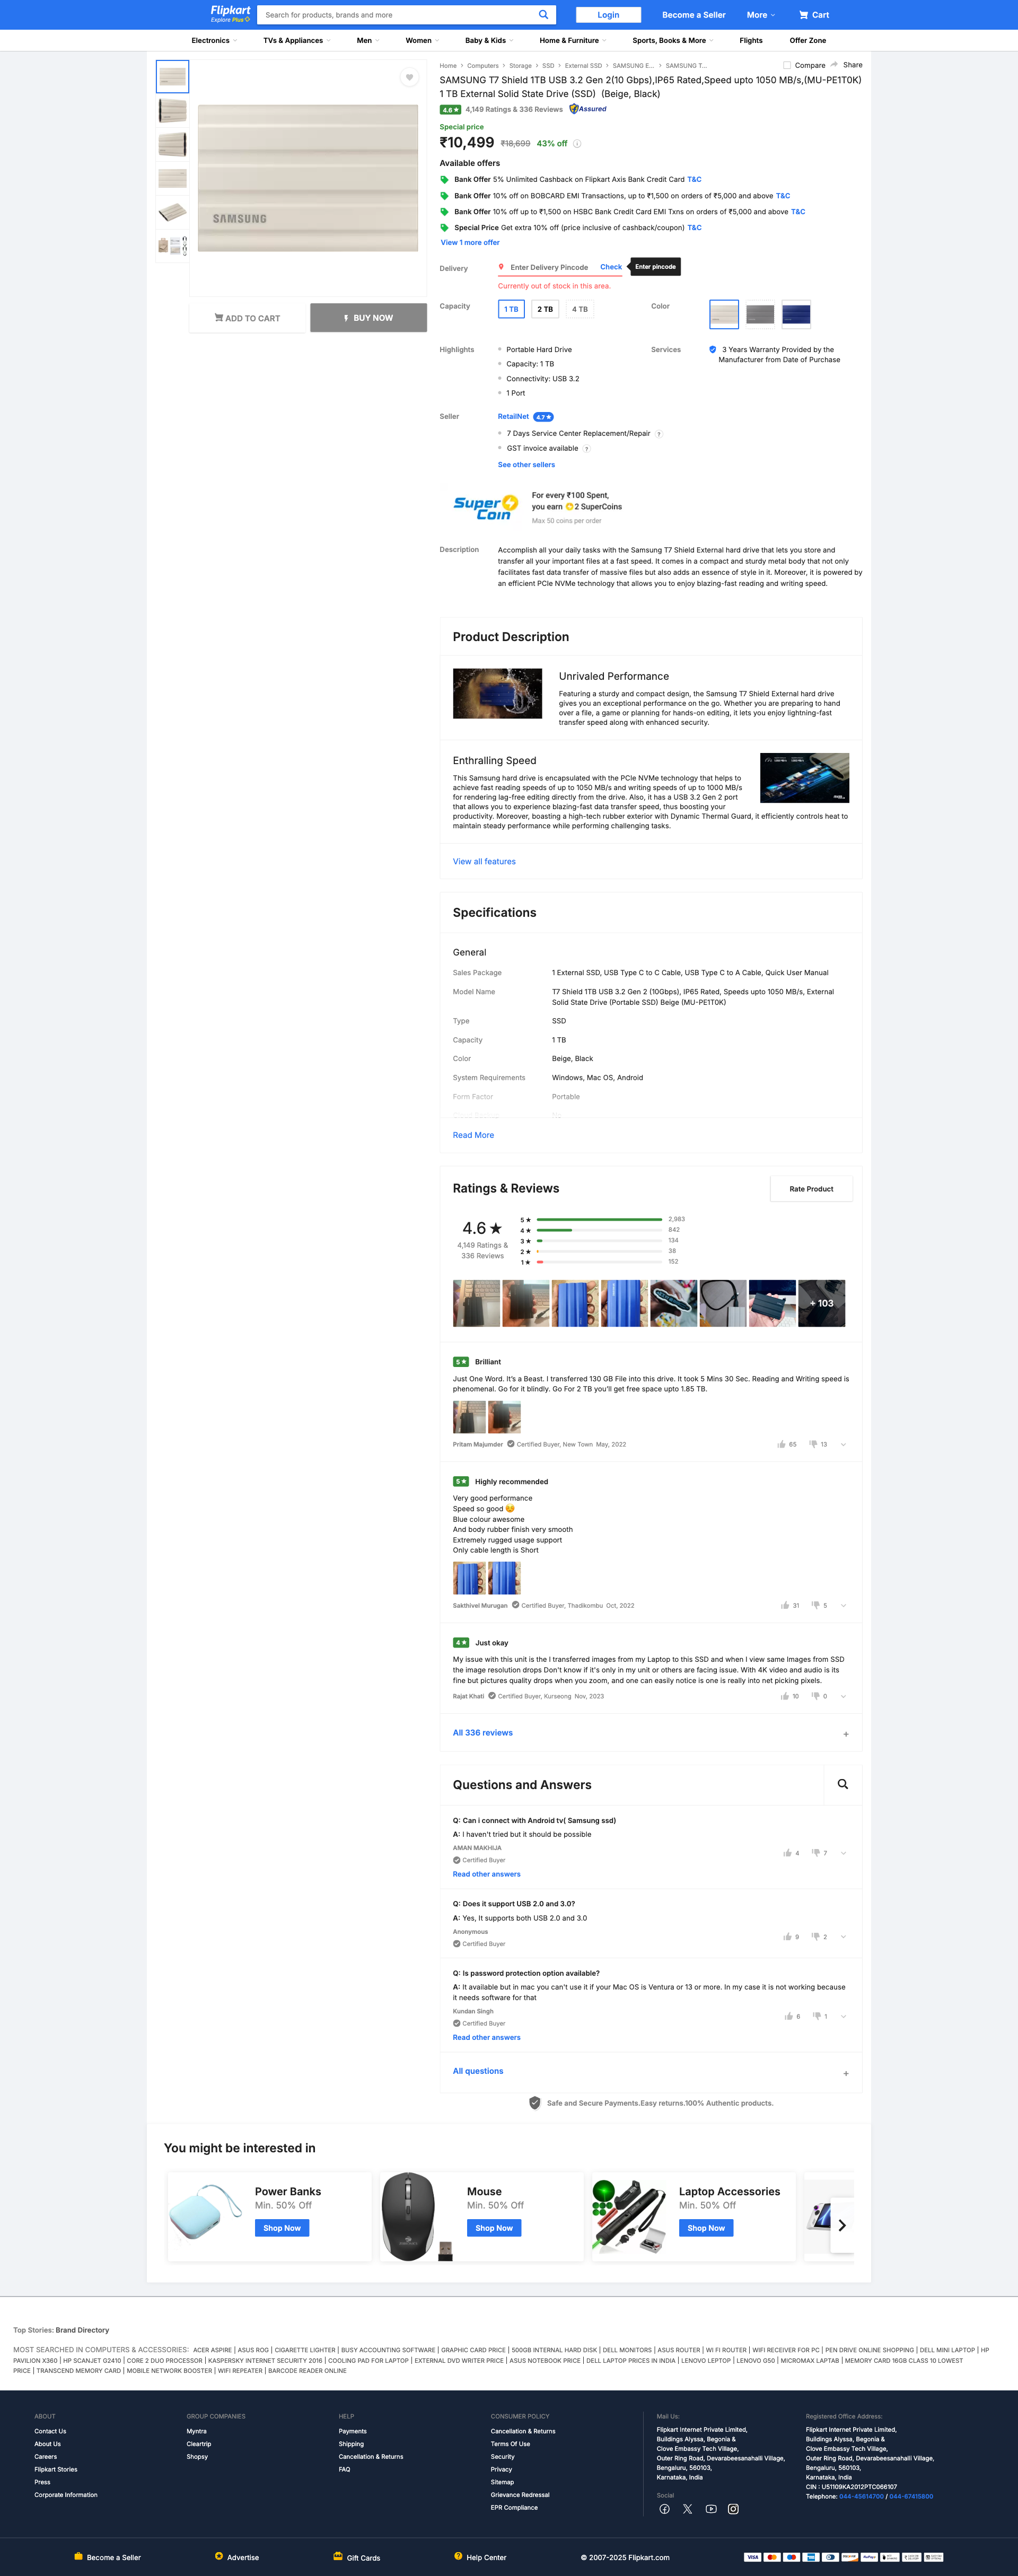 Flipkart
Explore Plus
Search for products, brands and more
Login
Become a Seller
More
Cart
Electronics
TVs & Appliances
Men
Women
Baby & Kids
Home & Furniture
Sports, Books & More
Flights
Offer Zone
Home
Computers
Storage
SSD
External SSD
SAMSUNG E...
SAMSUNG T...
Compare
Share
SAMSUNG T7 Shield 1TB USB 3.2 Gen 2(10 Gbps),IP65 Rated,Speed upto 1050 MB/s,(MU-PE1T0K)
1 TB External Solid State Drive (SSD) (Beige, Black)
4.6★ 4,149 Ratings & 336 Reviews Assured
Special price
₹10,499 ₹18,699 43% off
Available offers
Bank Offer 5% Unlimited Cashback on Flipkart Axis Bank Credit Card T&C
Bank Offer 10% off on BOBCARD EMI Transactions, up to ₹1,500 on orders of ₹5,000 and above T&C
Bank Offer 10% off up to ₹1,500 on HSBC Bank Credit Card EMI Txns on orders of ₹5,000 and above T&C
Special Price Get extra 10% off (price inclusive of cashback/coupon) T&C
View 1 more offer
SAMSUNG
ADD TO CART
BUY NOW
Delivery
Enter Delivery Pincode
Check
Enter pincode
Currently out of stock in this area.
Capacity
1 TB
2 TB
4 TB
Color
Highlights
Portable Hard Drive
Capacity: 1 TB
Connectivity: USB 3.2
1 Port
Services
3 Years Warranty Provided by the
Manufacturer from Date of Purchase
Seller
RetailNet 4.7★
7 Days Service Center Replacement/Repair ?
GST invoice available ?
See other sellers
Super
Coin
For every ₹100 Spent,
you earn 2 SuperCoins
Max 50 coins per order
Description
Accomplish all your daily tasks with the Samsung T7 Shield External hard drive that lets you store and
transfer all your important files at a fast speed. It comes in a compact and sturdy metal body that not only
facilitates fast data transfer of massive files but also adds an essence of style in it. Moreover, it is powered by
an efficient PCIe NVMe technology that allows you to enjoy blazing-fast reading and writing speed.
Product Description
Unrivaled Performance
Featuring a sturdy and compact design, the Samsung T7 Shield External hard drive
gives you an exceptional performance on the go. Whether you are preparing to hand
over a file, a game or planning for hands-on editing, it lets you enjoy lightning-fast
transfer speed along with enhanced security.
Enthralling Speed
This Samsung hard drive is encapsulated with the PCIe NVMe technology that helps to
achieve fast reading speeds of up to 1050 MB/s and writing speeds of up to 1000 MB/s
for rendering lag-free editing directly from the drive. Also, it has a USB 3.2 Gen 2 port
that allows you to experience blazing-fast data transfer speed, thus boosting your
productivity. Moreover, boasting a high-tech rubber exterior with Dynamic Thermal Guard, it efficiently controls heat to
maintain steady performance while performing challenging tasks.
View all features
Specifications
General
Sales Package
1 External SSD, USB Type C to C Cable, USB Type C to A Cable, Quick User Manual
Model Name
T7 Shield 1TB USB 3.2 Gen 2 (10Gbps), IP65 Rated, Speeds upto 1050 MB/s, External
Solid State Drive (Portable SSD) Beige (MU-PE1T0K)
Type
SSD
Capacity
1 TB
Color
Beige, Black
System Requirements
Windows, Mac OS, Android
Form Factor
Portable
Read More
Ratings & Reviews
Rate Product
4.6★
4,149 Ratings &
336 Reviews
5★ 2,983
4★ 842
3★ 134
2★ 38
1★ 152
+ 103
5★ Brilliant
Just One Word. It's a Beast. I transferred 130 GB File into this drive. It took 5 Mins 30 Sec. Reading and Writing speed is
phenomenal. Go for it blindly. Go For 2 TB you'll get free space upto 1.85 TB.
Pritam Majumder Certified Buyer, New Town May, 2022
65
13
5★ Highly recommended
Very good performance
Speed so good 😍
Blue colour awesome
And body rubber finish very smooth
Extremely rugged usage support
Only cable length is Short
Sakthivel Murugan Certified Buyer, Thadikombu Oct, 2022
31
5
4★ Just okay
My issue with this unit is the I transferred images from my Laptop to this SSD and when I view same images from SSD
the image resolution drops Don't know if it's only in my unit or others are facing issue. With 4K video and audio is its
fine but pictures quality drops when you zoom, and one can easily notice is one is really into net picking pixels.
Rajat Khati Certified Buyer, Kurseong Nov, 2023
10
0
All 336 reviews
+
Questions and Answers
Q: Can i connect with Android tv( Samsung ssd)
A: I haven't tried but it should be possible
AMAN MAKHIJA
Certified Buyer
4
7
Read other answers
Q: Does it support USB 2.0 and 3.0?
A: Yes, It supports both USB 2.0 and 3.0
Anonymous
Certified Buyer
9
2
Q: Is password protection option available?
A: It available but in mac you can't use it if your Mac OS is Ventura or 13 or more. In my case it is not working because
it needs software for that
Kundan Singh
Certified Buyer
6
1
Read other answers
All questions
+
Safe and Secure Payments.Easy returns.100% Authentic products.
You might be interested in
Power Banks
Min. 50% Off
Shop Now
Mouse
Min. 50% Off
Shop Now
Laptop Accessories
Min. 50% Off
Shop Now
Top Stories: Brand Directory
MOST SEARCHED IN COMPUTERS & ACCESSORIES: ACER ASPIRE | ASUS ROG | CIGARETTE LIGHTER | BUSY ACCOUNTING SOFTWARE | GRAPHIC CARD PRICE | 500GB INTERNAL HARD DISK | DELL MONITORS | ASUS ROUTER | WI FI ROUTER | WIFI RECEIVER FOR PC | PEN DRIVE ONLINE SHOPPING | DELL MINI LAPTOP | HP
PAVILION X360 | HP SCANJET G2410 | CORE 2 DUO PROCESSOR | KASPERSKY INTERNET SECURITY 2016 | COOLING PAD FOR LAPTOP | EXTERNAL DVD WRITER PRICE | ASUS NOTEBOOK PRICE | DELL LAPTOP PRICES IN INDIA | LENOVO LEPTOP | LENOVO G50 | MICROMAX LAPTAB | MEMORY CARD 16GB CLASS 10 LOWEST
PRICE | TRANSCEND MEMORY CARD | MOBILE NETWORK BOOSTER | WIFI REPEATER | BARCODE READER ONLINE
ABOUT
Contact Us
About Us
Careers
Flipkart Stories
Press
Corporate Information
GROUP COMPANIES
Myntra
Cleartrip
Shopsy
HELP
Payments
Shipping
Cancellation & Returns
FAQ
CONSUMER POLICY
Cancellation & Returns
Terms Of Use
Security
Privacy
Sitemap
Grievance Redressal
EPR Compliance
Mail Us:
Flipkart Internet Private Limited,
Buildings Alyssa, Begonia &
Clove Embassy Tech Village,
Outer Ring Road, Devarabeesanahalli Village,
Bengaluru, 560103,
Karnataka, India
Social
Registered Office Address:
Flipkart Internet Private Limited,
Buildings Alyssa, Begonia &
Clove Embassy Tech Village,
Outer Ring Road, Devarabeesanahalli Village,
Bengaluru, 560103,
Karnataka, India
CIN : U51109KA2012PTC066107
Telephone: 044-45614700 / 044-67415800
Become a Seller
Advertise
Gift Cards
Help Center
© 2007-2025 Flipkart.com
VISA